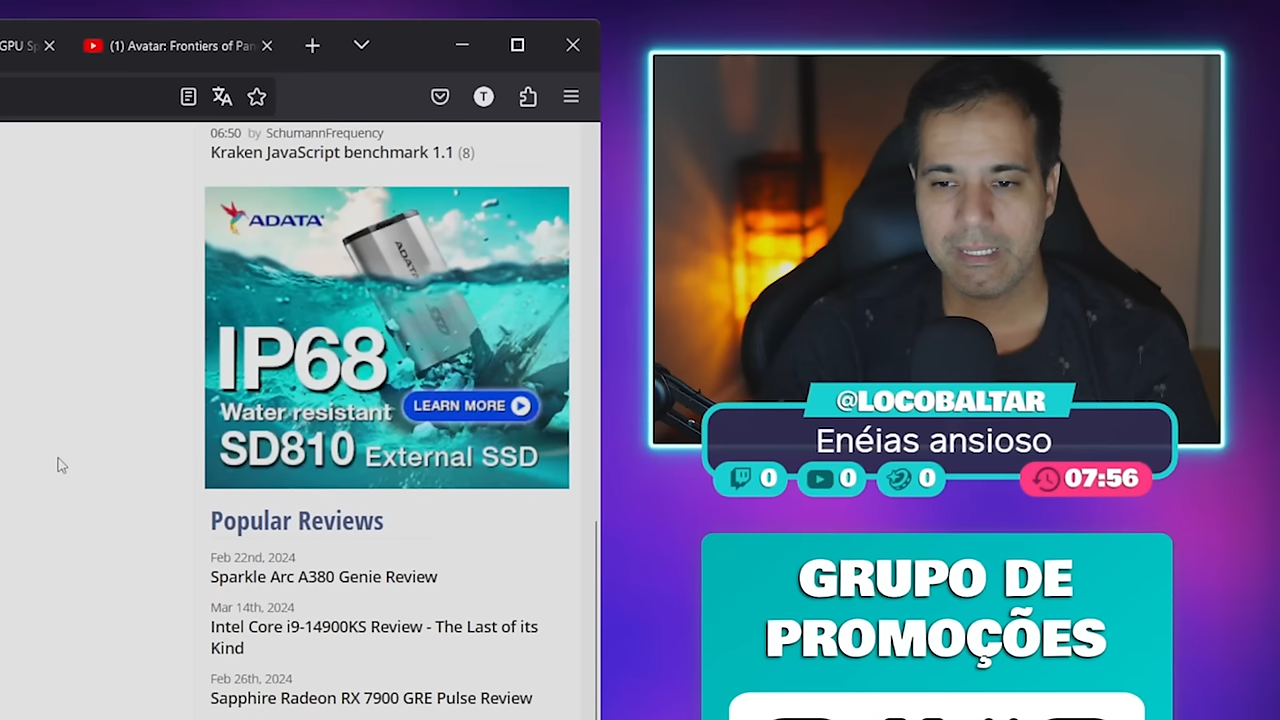 GPU Sp
(1) Avatar: Frontiers of Pan
T
06:50 by SchumannFrequency
Kraken JavaScript benchmark 1.1 (8)
ADATA
ADATA
SSD
IP68
Water resistant
LEARN MORE
SD810 External SSD
Popular Reviews
Feb 22nd, 2024
Sparkle Arc A380 Genie Review
Mar 14th, 2024
Intel Core i9-14900KS Review - The Last of its
Kind
Feb 26th, 2024
Sapphire Radeon RX 7900 GRE Pulse Review
@LOCOBALTAR
Enéias ansioso
0 0 0 07:56
GRUPO DE
PROMOÇÕES